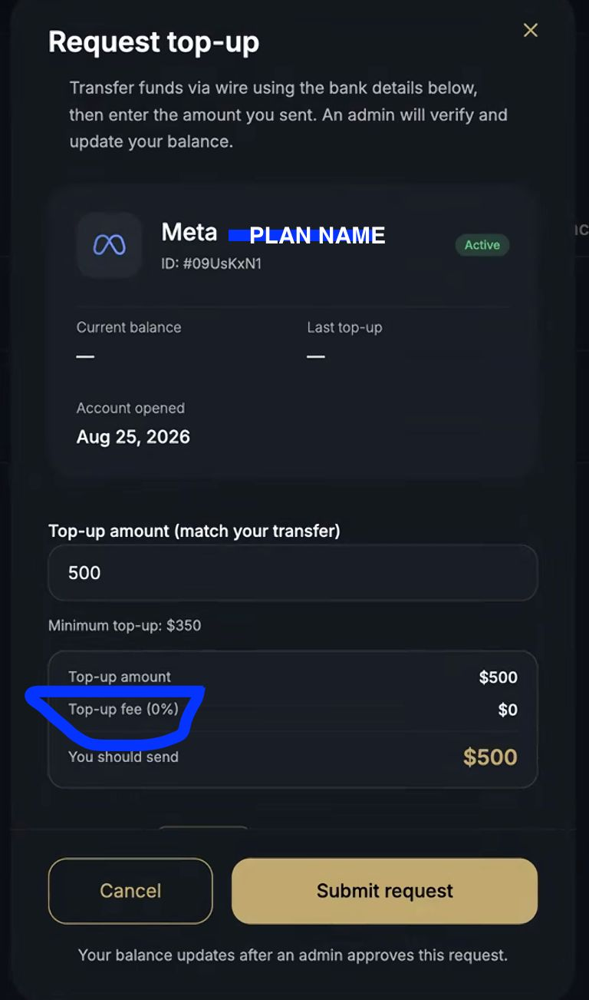 Request top-up
Transfer funds via wire using the bank details below,
then enter the amount you sent. An admin will verify and
update your balance.
Meta PLAN NAME
Active
ID: #09UsKxN1
Current balance
Last top-up
—
—
Account opened
Aug 25, 2026
Top-up amount (match your transfer)
500
Minimum top-up: $350
Top-up amount $500
Top-up fee (0%) $0
You should send $500
Cancel
Submit request
Your balance updates after an admin approves this request.